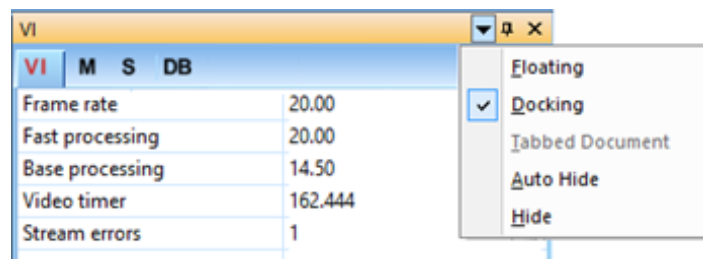 VI
VI M S DB
Frame rate 20.00
Fast processing 20.00
Base processing 14.50
Video timer 162.444
Stream errors 1
Floating
Docking
Tabbed Document
Auto Hide
Hide